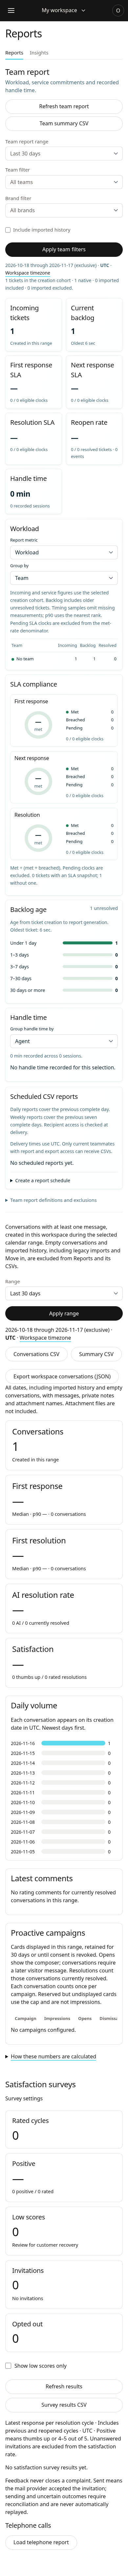 My workspace
O
Reports
Reports Insights
Team report
Workload, service commitments and recorded
handle time.
Refresh team report
Team summary CSV
Team report range
Last 30 days
Team filter
All teams
Brand filter
All brands
Include imported history
Apply team filters
2026-10-18 through 2026-11-17 (exclusive) · UTC ·
Workspace timezone
1 tickets in the creation cohort · 1 native · 0 imported
included · 0 imported excluded.
Incoming
tickets
1
Created in this range
Current
backlog
1
Oldest 6 sec
First response
SLA
—
0 / 0 eligible clocks
Next response
SLA
—
0 / 0 eligible clocks
Resolution SLA
—
0 / 0 eligible clocks
Reopen rate
—
0 / 0 resolved tickets · 0
events
Handle time
0 min
0 recorded sessions
Workload
Report metric
Workload
Group by
Team
Incoming and service figures use the selected
creation cohort. Backlog includes older
unresolved tickets. Timing samples omit missing
measurements; p90 uses the nearest rank.
Pending SLA clocks are excluded from the met-
rate denominator.
Team Incoming Backlog Resolved
No team 1 1 0
SLA compliance
First response
—
met
Met 0
Breached 0
Pending 0
0 / 0 eligible clocks
Next response
—
met
Met 0
Breached 0
Pending 0
0 / 0 eligible clocks
Resolution
—
met
Met 0
Breached 0
Pending 0
0 / 0 eligible clocks
Met ÷ (met + breached). Pending clocks are
excluded. 0 tickets with an SLA snapshot; 1
without one.
Backlog age
1 unresolved
Age from ticket creation to report generation.
Oldest ticket: 6 sec.
Under 1 day 1
1–3 days 0
3–7 days 0
7–30 days 0
30 days or more 0
Handle time
Group handle time by
Agent
0 min recorded across 0 sessions.
No handle time recorded for this selection.
Scheduled CSV reports
Daily reports cover the previous complete day.
Weekly reports cover the previous seven
complete days. Recipient access is checked at
delivery.
Delivery times use UTC. Only current teammates
with report and export access can receive CSVs.
No scheduled reports yet.
Create a report schedule
Team report definitions and exclusions
Conversations with at least one message,
created in this workspace during the selected
calendar range. Empty conversations and
imported history, including legacy imports and
Move to me, are excluded from Reports and its
CSVs.
Range
Last 30 days
Apply range
2026-10-18 through 2026-11-17 (exclusive) ·
UTC · Workspace timezone
Conversations CSV
Summary CSV
Export workspace conversations (JSON)
All dates, including imported history and empty
conversations, with messages, private notes,
and attachment names. Attachment files are
not included.
Conversations
1
Created in this range
First response
—
Median · p90 — · 0 conversations
First resolution
—
Median · p90 — · 0 conversations
AI resolution rate
—
0 AI / 0 currently resolved
Satisfaction
—
0 thumbs up / 0 rated resolutions
Daily volume
Each conversation appears on its creation
date in UTC. Newest days first.
2026-11-16 1
2026-11-15 0
2026-11-14 0
2026-11-13 0
2026-11-12 0
2026-11-11 0
2026-11-10 0
2026-11-09 0
2026-11-08 0
2026-11-07 0
2026-11-06 0
2026-11-05 0
Latest comments
No rating comments for currently resolved
conversations in this range.
Proactive campaigns
Cards displayed in this range, retained for
30 days or until consent is revoked. Opens
show the composer; conversations require
a later visitor message. Resolutions count
those conversations currently resolved.
Each conversation counts once per
campaign. Reserved but undisplayed cards
use the cap and are not impressions.
Campaign Impressions Opens Dismiss
No campaigns configured.
How these numbers are calculated
Satisfaction surveys
Survey settings
Rated cycles
0
Positive
—
0 positive / 0 rated
Low scores
0
Review for customer recovery
Invitations
0
No invitations
Opted out
0
Show low scores only
Refresh results
Survey results CSV
Latest response per resolution cycle · Include
previous and reopened cycles · UTC · Positive
means thumbs up or 4–5 out of 5. Unanswered
invitations are excluded from the satisfaction
rate.
No satisfaction survey results yet.
Feedback never closes a complaint. Sent means
the mail provider accepted the invitation;
sending and uncertain outcomes require
inspection and are never automatically
replayed.
Telephone calls
Load telephone report